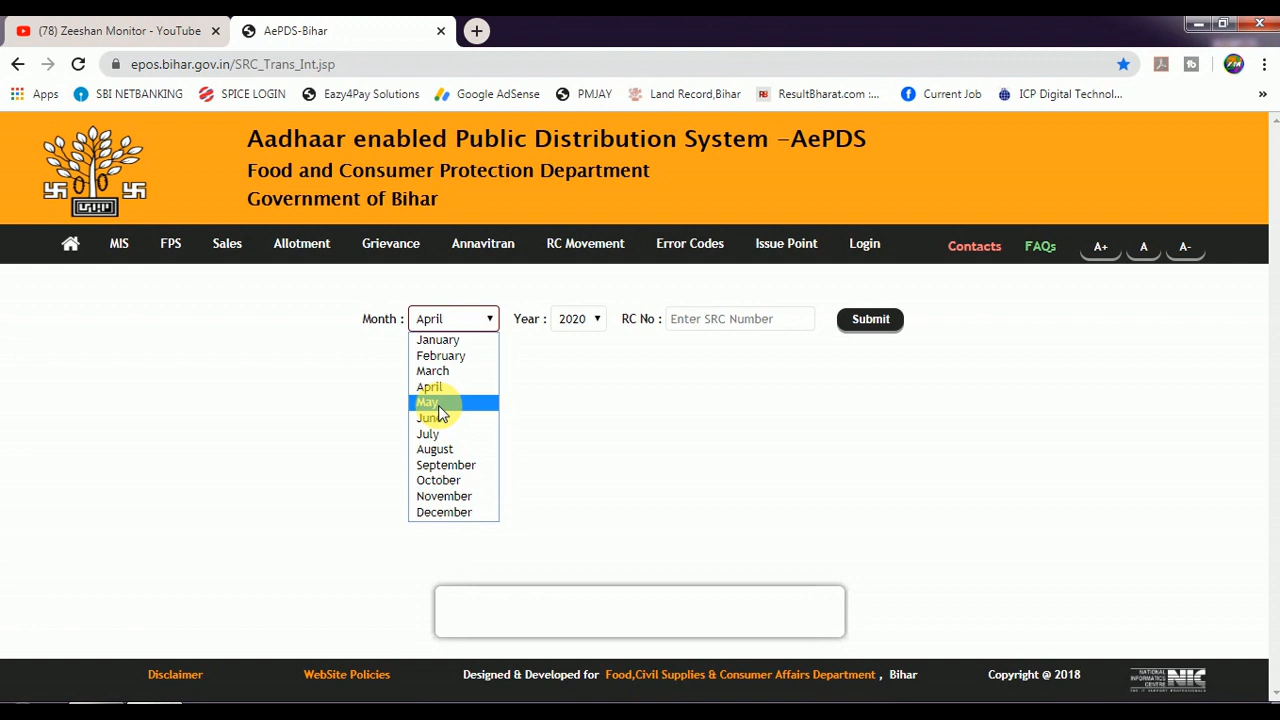 (78) Zeeshan Monitor - YouTube
AePDS-Bihar
epos.bihar.gov.in/SRC_Trans_Int.jsp
Apps
SBI NETBANKING
SPICE LOGIN
Eazy4Pay Solutions
Google AdSense
PMJAY
Land Record,Bihar
ResultBharat.com :...
Current Job
ICP Digital Technol...
Aadhaar enabled Public Distribution System -AePDS
Food and Consumer Protection Department
Government of Bihar
MIS FPS Sales Allotment Grievance Annavitran RC Movement Error Codes Issue Point Login Contacts FAQs A+ A A-
Month : April Year : 2020 RC No : Enter SRC Number Submit
January
February
March
April
May
June
July
August
September
October
November
December
Disclaimer WebSite Policies Designed & Developed for Food,Civil Supplies & Consumer Affairs Department , Bihar Copyright @ 2018
NATIONAL
INFORMATICS
CENTRE
NIC